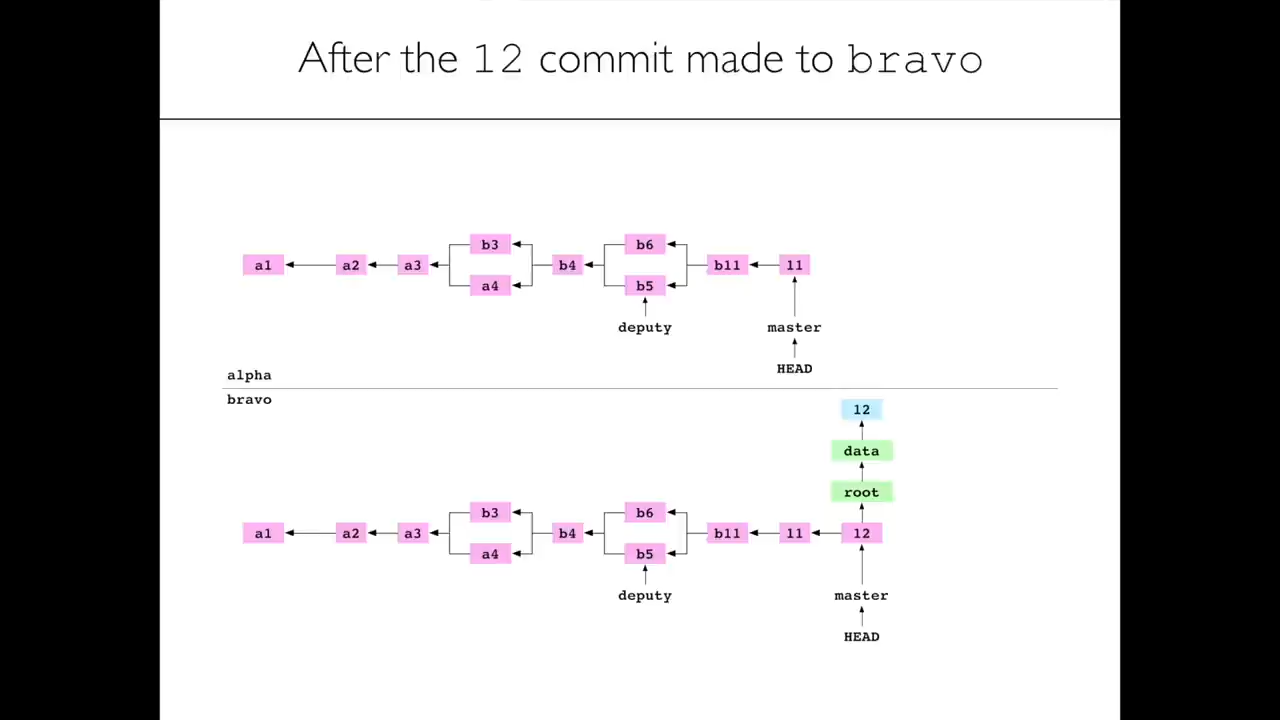 After the 12 commit made to bravo
b3 b6
a1 a2 a3 b4 b11 11
a4 b5
deputy master
HEAD
alpha
bravo
12
data
root
b3 b6
a1 a2 a3 b4 b11 11 12
a4 b5
deputy master
HEAD